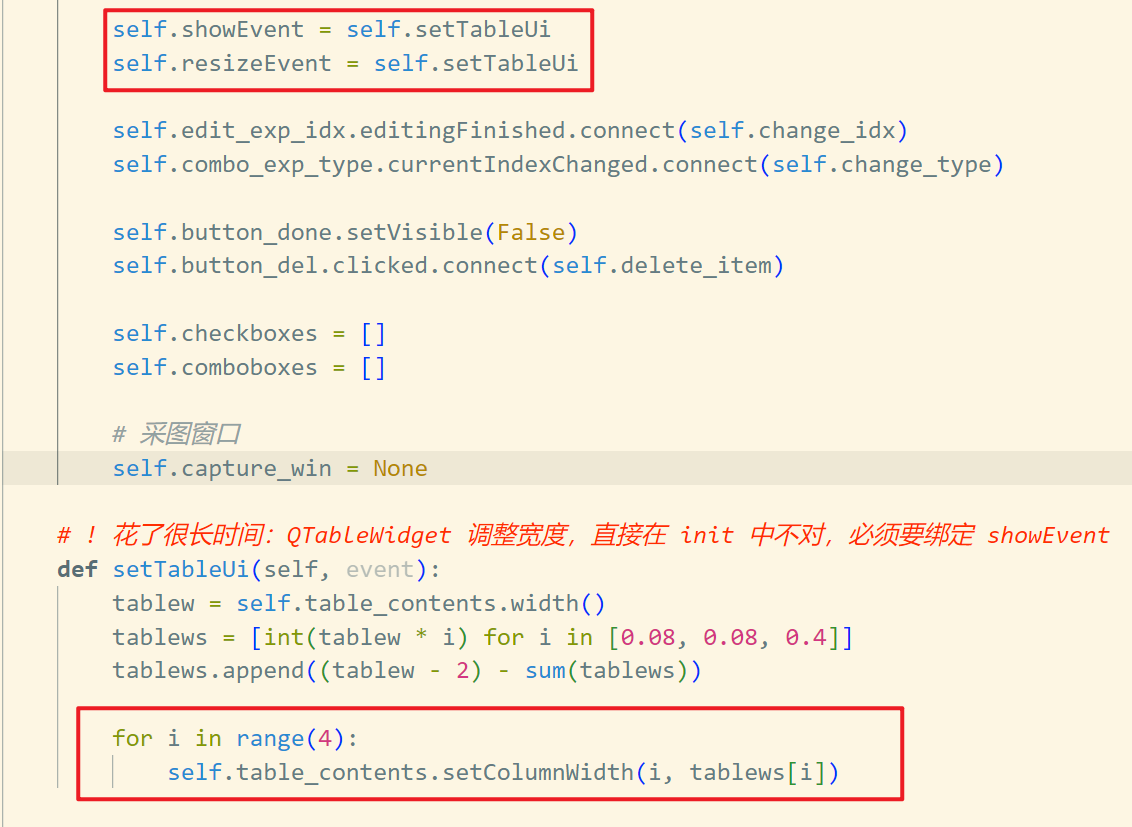 self.showEvent = self.setTableUi
self.resizeEvent = self.setTableUi
self.edit_exp_idx.editingFinished.connect(self.change_idx)
self.combo_exp_type.currentIndexChanged.connect(self.change_type)
self.button_done.setVisible(False)
self.button_del.clicked.connect(self.delete_item)
self.checkboxes = []
self.comboboxes = []
# 采图窗口
self.capture_win = None
# ! 花了很长时间：QTableWidget 调整宽度，直接在 init 中不对，必须要绑定 showEvent
def setTableUi(self, event):
tablew = self.table_contents.width()
tablews = [int(tablew * i) for i in [0.08, 0.08, 0.4]]
tablews.append((tablew - 2) - sum(tablews))
for i in range(4):
self.table_contents.setColumnWidth(i, tablews[i])